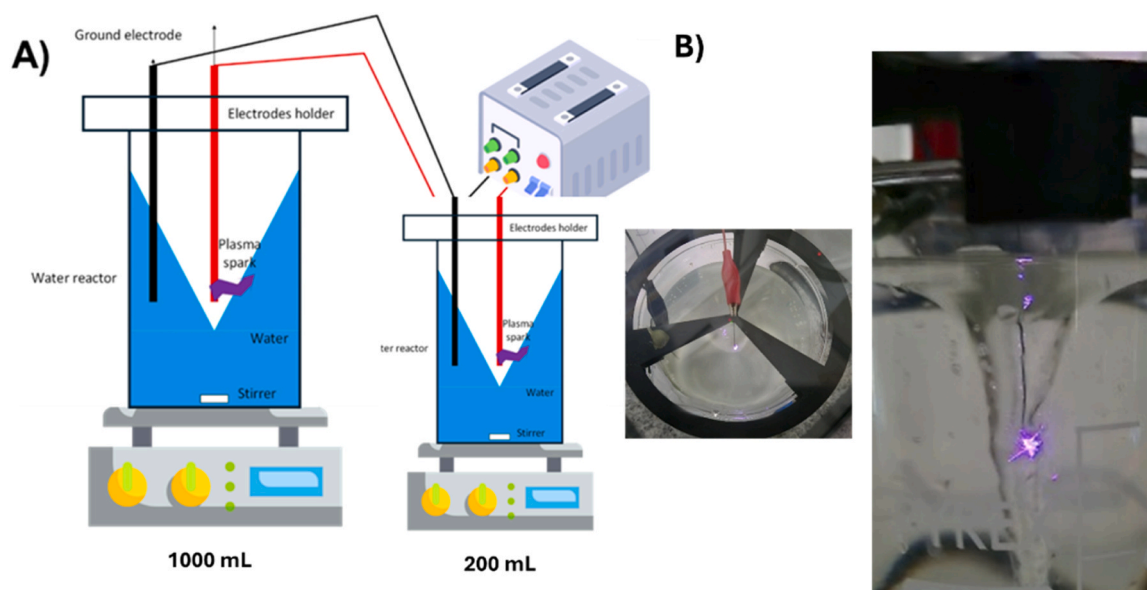 A)
Ground electrode
Electrodes holder
Plasma
spark
Water reactor
Water
Stirrer
1000 mL
Electrodes holder
Plasma
spark
ter reactor
Water
Stirrer
200 mL
B)